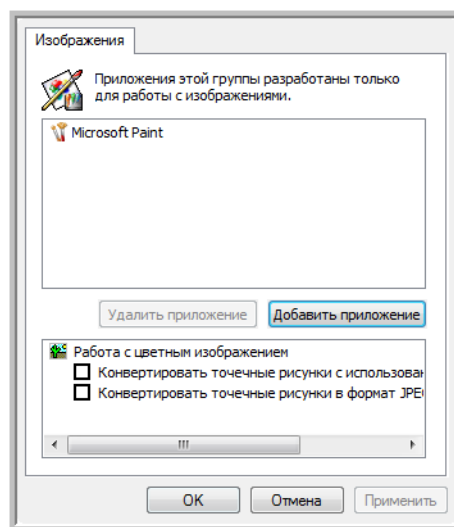 Изображения
Приложения этой группы разработаны только
для работы с изображениями.
Microsoft Paint
Удалить приложение
Добавить приложение
Работа с цветным изображением
Конвертировать точечные рисунки с использован
Конвертировать точечные рисунки в формат JPE
OK
Отмена
Применить